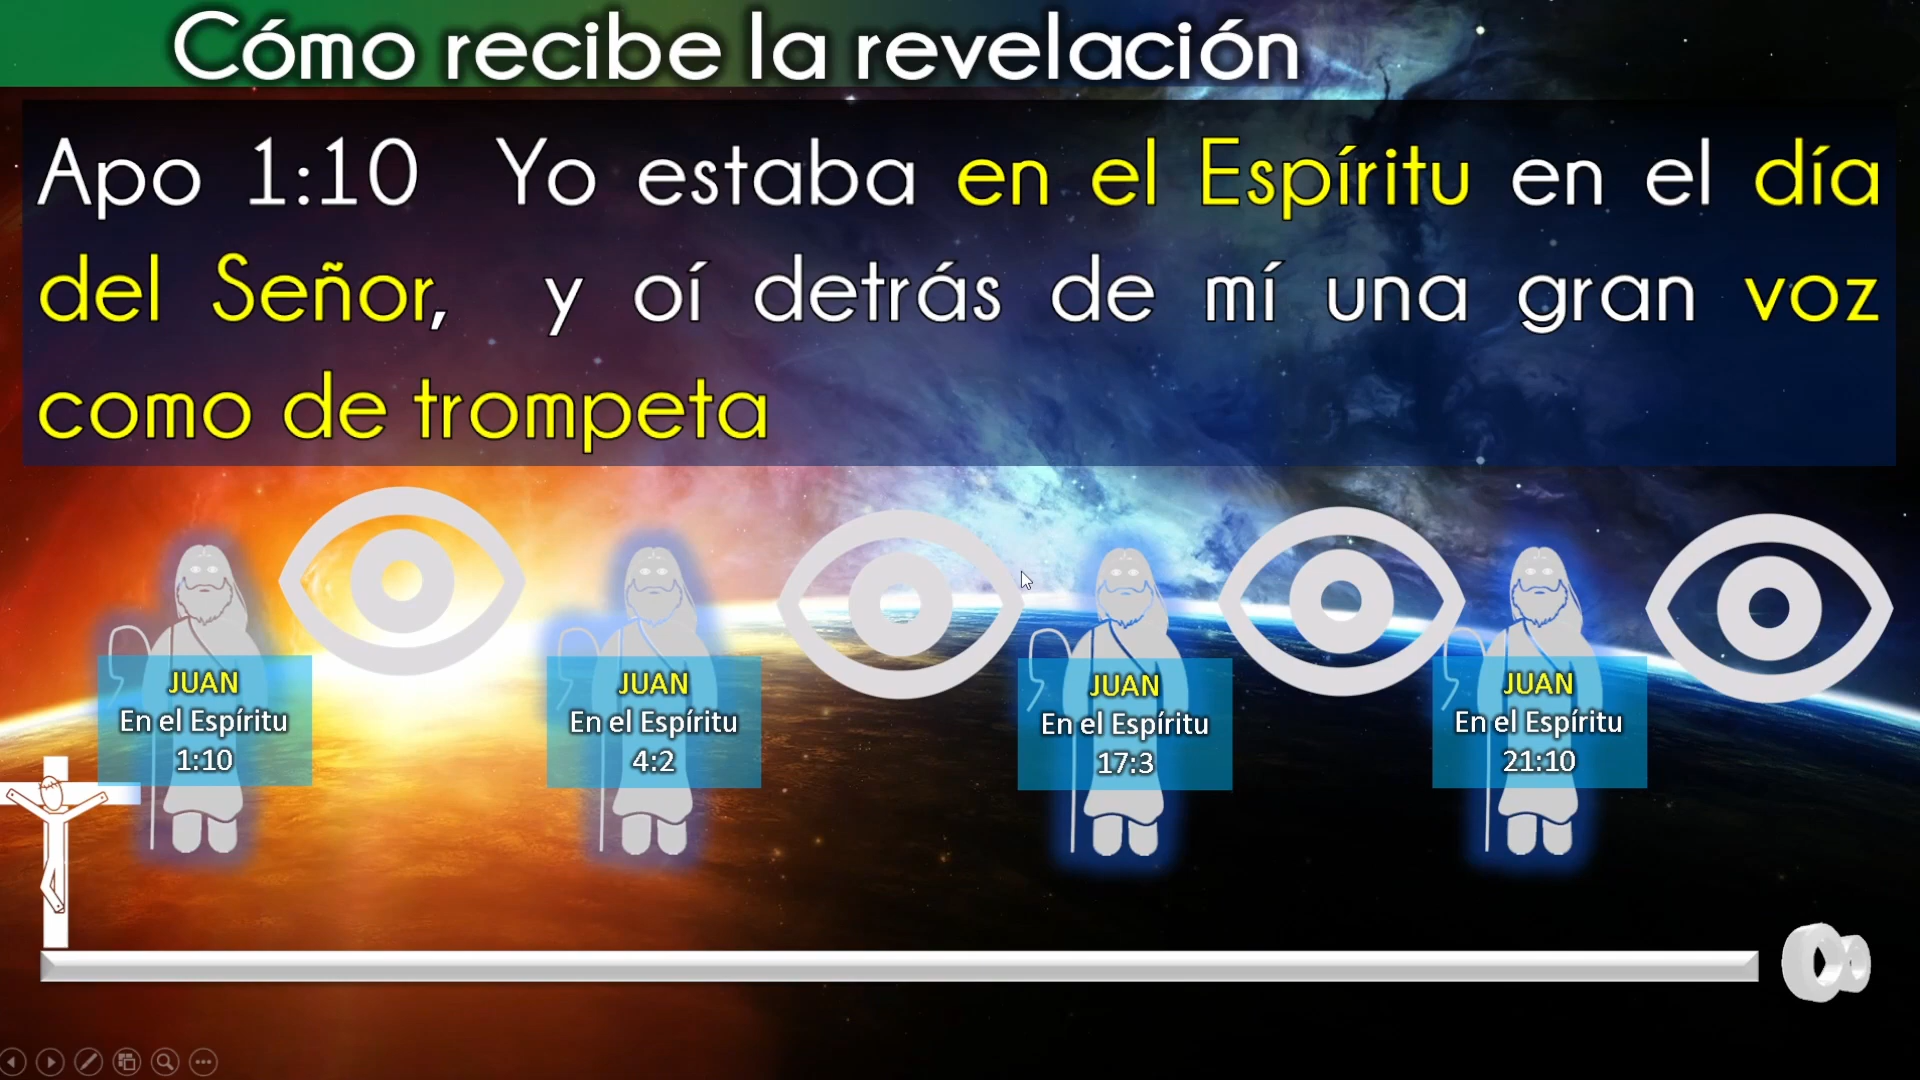 Cómo recibe la revelación
Apo 1:10 Yo estaba en el Espíritu en el día
del Señor, y oí detrás de mí una gran voz
como de trompeta
JUAN
En el Espíritu
1:10
JUAN
En el Espíritu
4:2
JUAN
En el Espíritu
17:3
JUAN
En el Espíritu
21:10